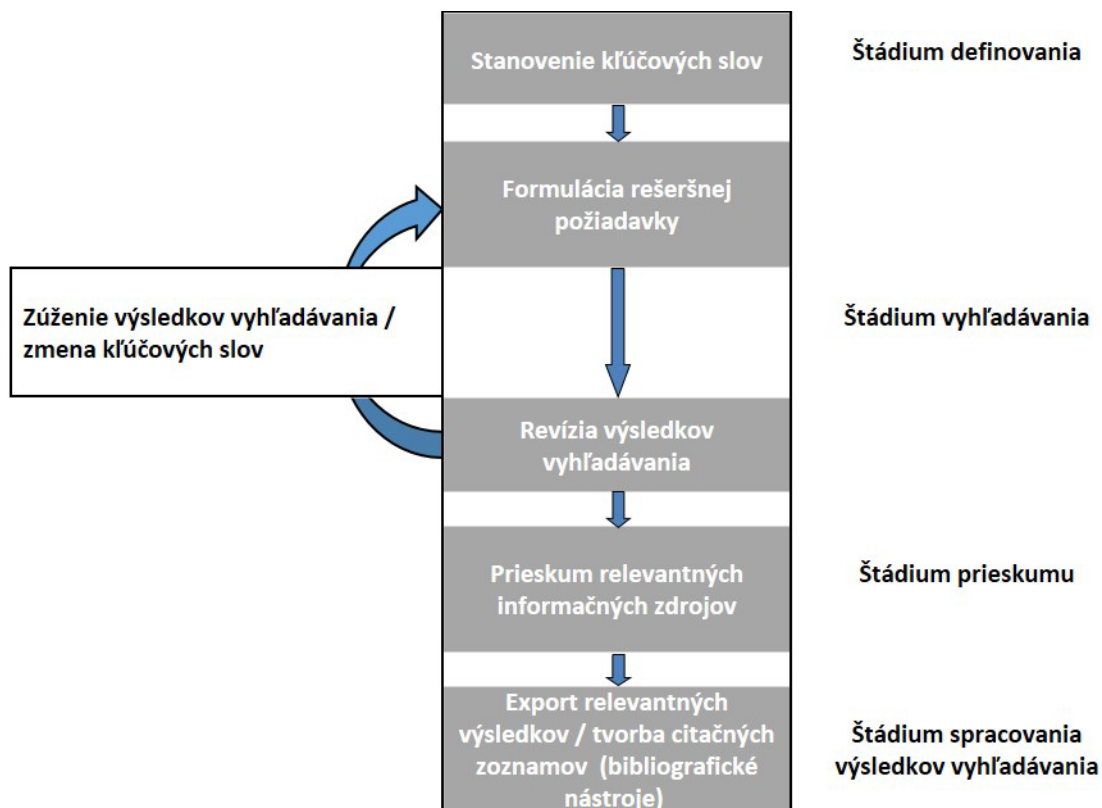 Stanovenie kľúčových slov
Štádium definovania
Formulácia rešeršnej
požiadavky
Zúženie výsledkov vyhľadávania /
zmena kľúčových slov
Štádium vyhľadávania
Revízia výsledkov
vyhľadávania
Prieskum relevantných
informačných zdrojov
Štádium prieskumu
Export relevantných
výsledkov / tvorba citačných
zoznamov (bibliografické
nástroje)
Štádium spracovania
výsledkov vyhľadávania